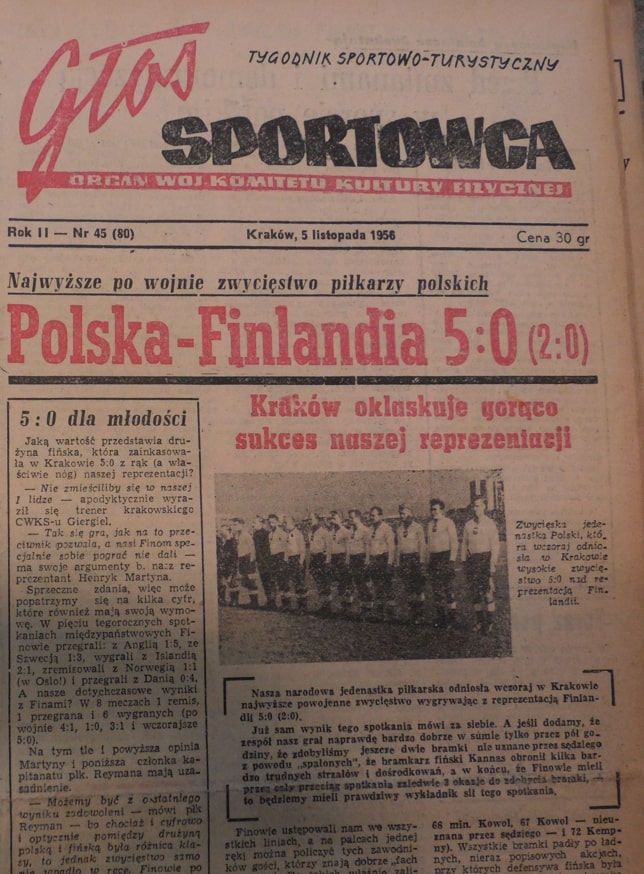 Głos
TYGODNIK SPORTOWO-TURYSTYCZNY
SPORTOWCA
ORGAN WOJ. KOMITETU KULTURY FIZYCZNEJ
Rok II — Nr 45 (80)
Kraków, 5 listopada 1956
Cena 30 gr
Najwyższe po wojnie zwycięstwo piłkarzy polskich
Polska-Finlandia 5:0 (2:0)
5:0 dla młodości
Jaką wartość przedstawia dru-
żyna fińska, która zainkasowa-
ła w Krakowie 5:0 z rąk (a wła-
ściwie nóg) naszej reprezentacji?
— Nie zmieściliby się w naszej
I lidze — apodyktycznie wyra-
ził się trener krakowskiego
CWKS-u Giergiel.
— Tak się gra, jak na to prze-
ciwnik pozwala, a nasi Finom spe-
cjalnie sobie pograć nie dali —
ma swoje argumenty b. nasz re-
prezentant Henryk Martyna.
Sprzeczne zdania, więc może
popatrzymy się na kilka cyfr,
które również mają swoją wymo-
wę. W pięciu tegorocznych spot-
kaniach międzypaństwowych Fi-
nowie przegrali: z Anglią 1:5, ze
Szwecją 1:3, wygrali z Islandią
2:1, zremisowali z Norwegią 1:1
(w Oslo!) i przegrali z Danią 0:4.
A nasze dotychczasowe wyniki
z Finami? W 8 meczach 1 remis,
1 przegrana i 6 wygranych (po
wojnie 4:1, 1:0, 3:1 i wczorajsze
5:0).
Na tym tle i powyższa opinia
Martyny i poniższa członka ka-
pitanatu płk. Reymana mają uza-
sadnienie.
— Możemy być z ostatniego
wyniku zadowoleni — mówi płk
Reyman — bo chociaż i cyfrowo
i optycznie pomiędzy drużyną
polską i fińską była różnica kla-
sy, to jednak zwycięstwo samo
nie wpadło w ręce. Finowie po
Kraków oklaskuje gorąco
sukces naszej reprezentacji
Zwycięska jede-
nastka Polski, któ-
ra wczoraj odnio-
sła w Krakowie
wysokie zwycię-
stwo 5:0 nad re-
prezentacją Fin-
landii.
Nasza narodowa jedenastka piłkarska odniosła wczoraj w Krakowie
najwyższe powojenne zwycięstwo wygrywając z reprezentacją Finlan-
dii 5:0 (2:0).
Już sam wynik tego spotkania mówi za siebie. A jeśli dodamy, że
zespół nasz grał naprawdę bardzo dobrze w sumie tylko przez pół go-
dziny, że zdobyliśmy jeszcze dwie bramki nie uznane przez sędziego
z powodu „spalonych”, że bramkarz fiński Kannas obronił kilka bar-
dzo trudnych strzałów i dośrodkowań, a w końcu, że Finowie mieli
przez cały przeciąg spotkania zaledwie 3 okazje do zdobycia bramki, —
to będziemy mieli prawdziwy wykładnik sił tego spotkania.
Finowie ustępowali nam we wszy-
stkich liniach, a na palcach jednej
ręki można policzyć tych zawodni-
ków gości, którzy znają dobrze „fach
66 min. Kowol, 67 Kowol — nieu-
znana przez sędziego — i 72 Kemp-
ny). Wszystkie bramki padły po ład-
nych, nieraz popisowych akcjach,
przy których defensywa fińska była